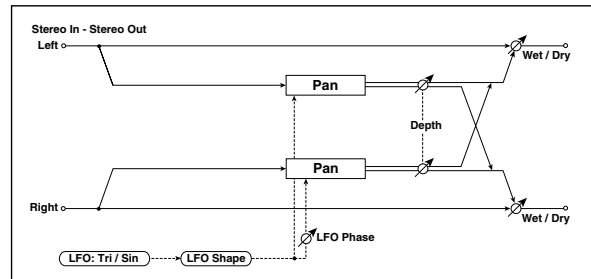 Stereo In - Stereo Out
Left
Wet / Dry
Pan
Depth
Pan
Right
Wet / Dry
LFO Phase
LFO: Tri / Sin
LFO Shape